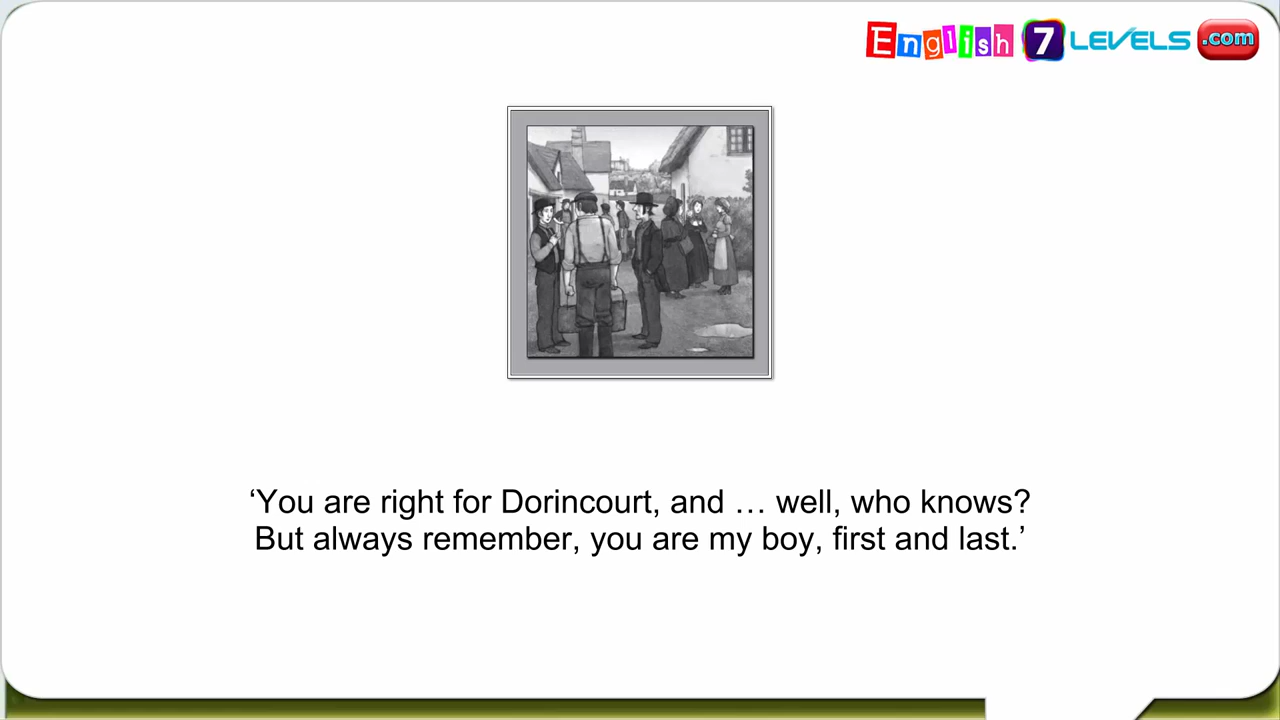 English 7 LEVELS .com
‘You are right for Dorincourt, and … well, who knows?
But always remember, you are my boy, first and last.’